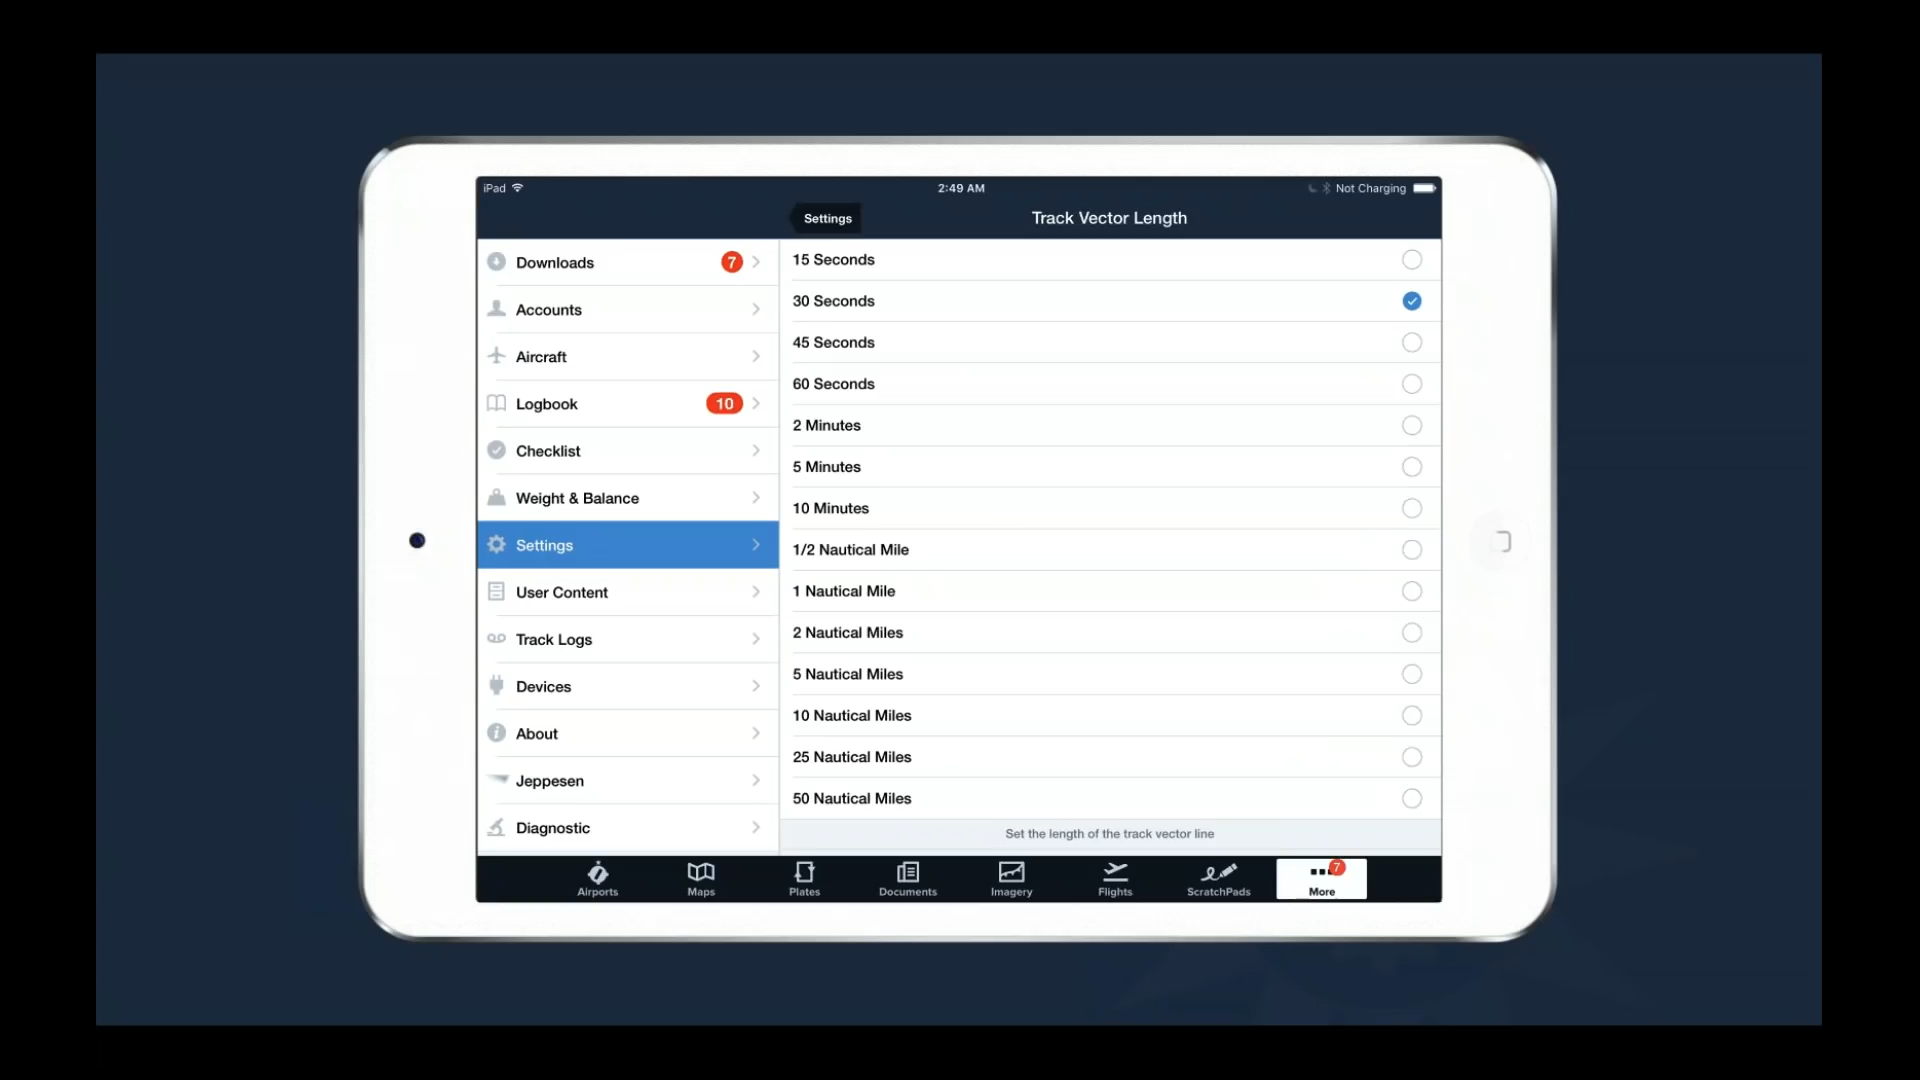 iPad
2:49 AM
Not Charging
Settings
Track Vector Length
Downloads
7
Accounts
Aircraft
Logbook
10
Checklist
Weight & Balance
Settings
User Content
Track Logs
Devices
About
Jeppesen
Diagnostic
15 Seconds
30 Seconds
45 Seconds
60 Seconds
2 Minutes
5 Minutes
10 Minutes
1/2 Nautical Mile
1 Nautical Mile
2 Nautical Miles
5 Nautical Miles
10 Nautical Miles
25 Nautical Miles
50 Nautical Miles
Set the length of the track vector line
Airports
Maps
Plates
Documents
Imagery
Flights
ScratchPads
7
More